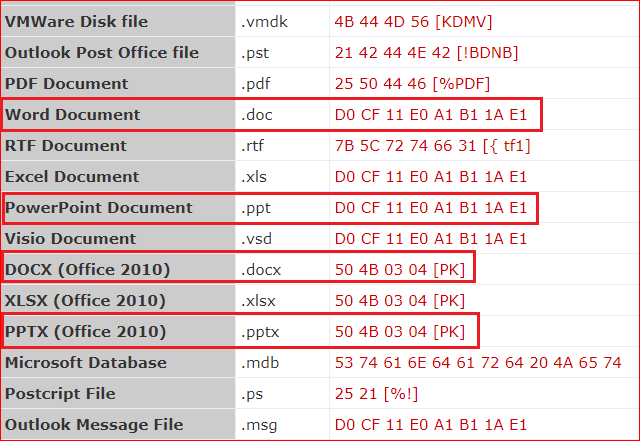 VMWare Disk file .vmdk 4B 44 4D 56 [KDMV]
Outlook Post Office file .pst 21 42 44 4E 42 [!BDNB]
PDF Document .pdf 25 50 44 46 [%PDF]
Word Document .doc D0 CF 11 E0 A1 B1 1A E1
RTF Document .rtf 7B 5C 72 74 66 31 [{ tf1]
Excel Document .xls D0 CF 11 E0 A1 B1 1A E1
PowerPoint Document .ppt D0 CF 11 E0 A1 B1 1A E1
Visio Document .vsd D0 CF 11 E0 A1 B1 1A E1
DOCX (Office 2010) .docx 50 4B 03 04 [PK]
XLSX (Office 2010) .xlsx 50 4B 03 04 [PK]
PPTX (Office 2010) .pptx 50 4B 03 04 [PK]
Microsoft Database .mdb 53 74 61 6E 64 61 72 64 20 4A 65 74
Postcript File .ps 25 21 [%!]
Outlook Message File .msg D0 CF 11 E0 A1 B1 1A E1